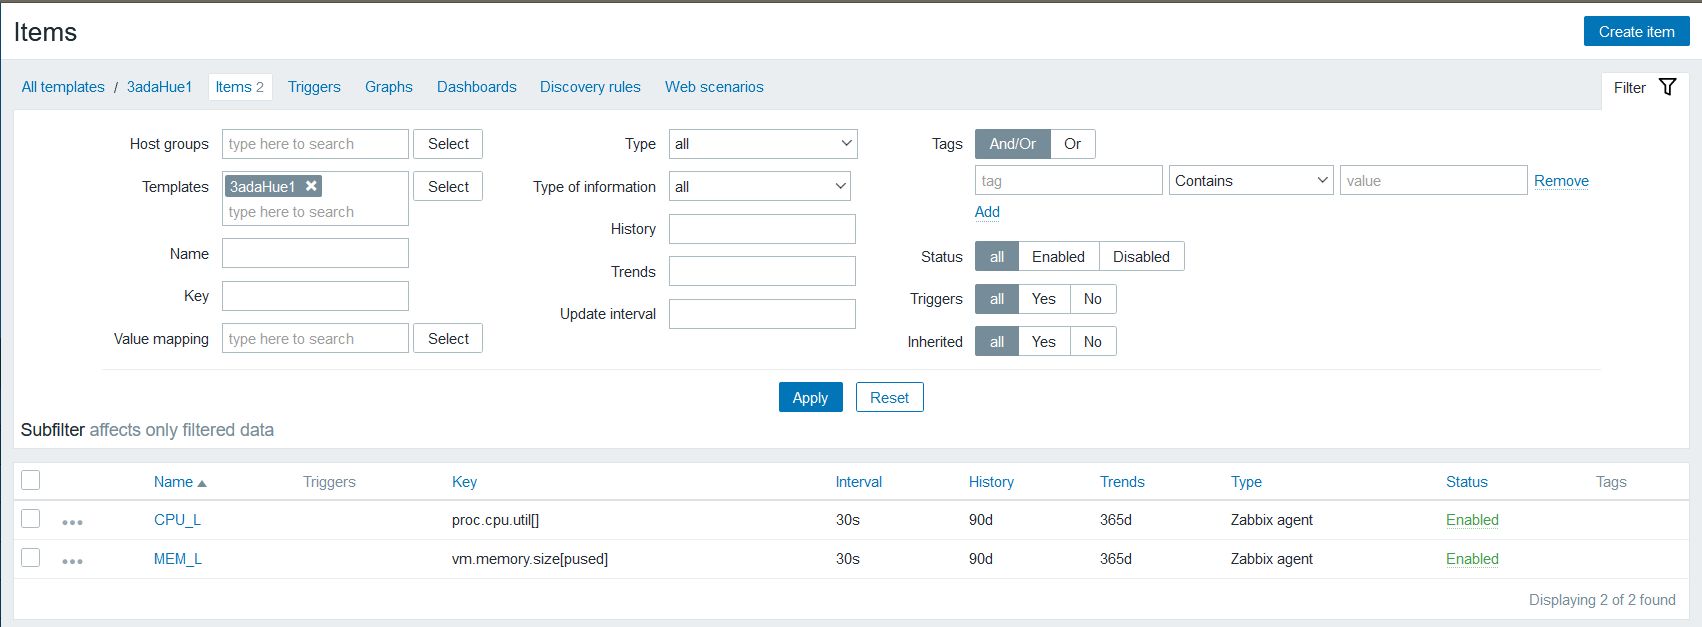 Items
Create item
All templates / 3adaHue1 Items 2 Triggers Graphs Dashboards Discovery rules Web scenarios Filter
Host groups type here to search Select Type all Tags And/Or Or
Templates 3adaHue1 Select Type of information all tag Contains value Remove
type here to search Add
History
Name Status all Enabled Disabled
Trends
Key Triggers all Yes No
Update interval
Value mapping type here to search Select Inherited all Yes No
Apply Reset
Subfilter affects only filtered data
Name Triggers Key Interval History Trends Type Status Tags
CPU_L proc.cpu.util[] 30s 90d 365d Zabbix agent Enabled
MEM_L vm.memory.size[pused] 30s 90d 365d Zabbix agent Enabled
Displaying 2 of 2 found